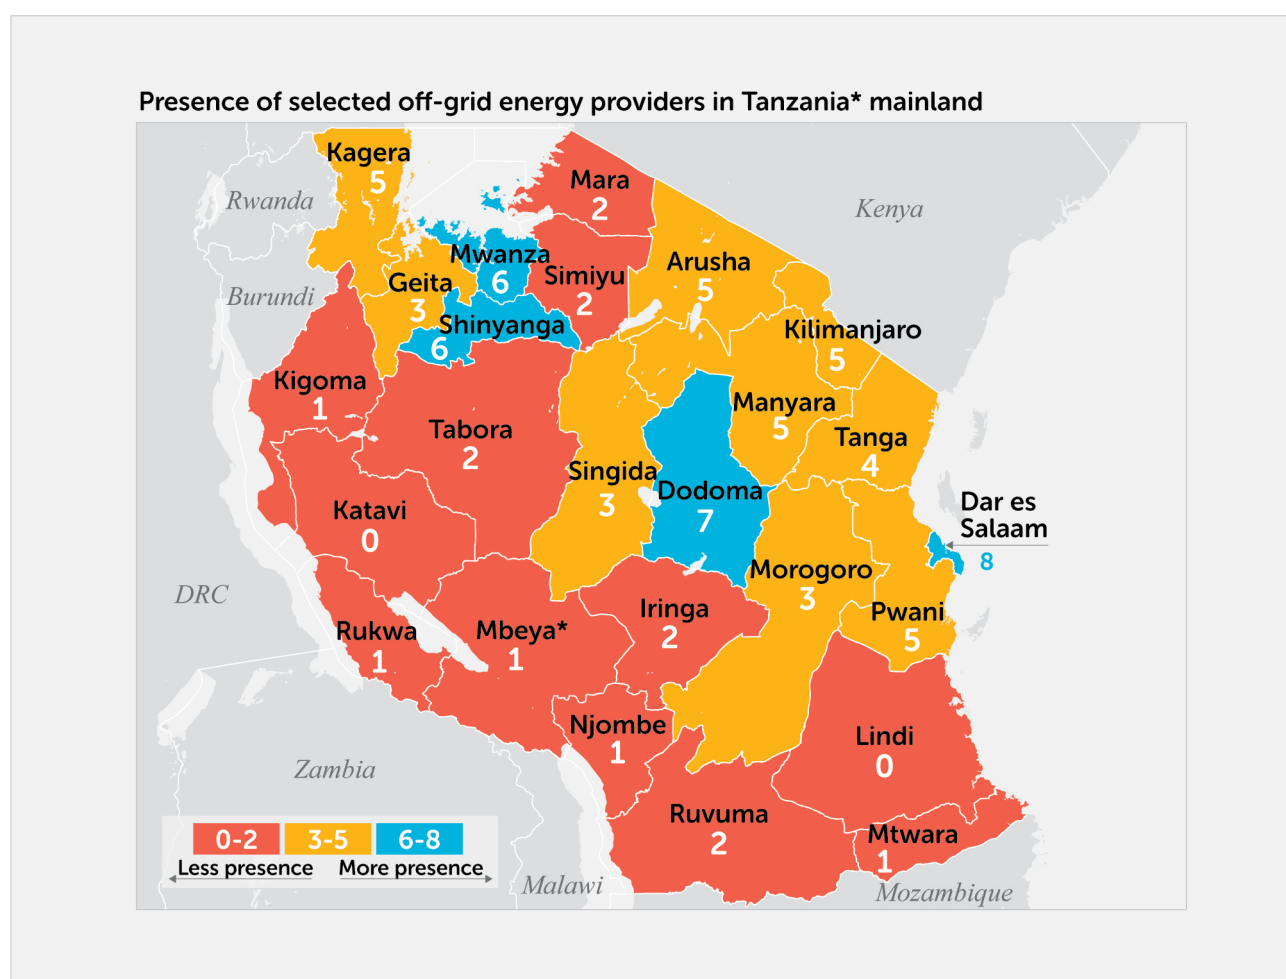 Presence of selected off-grid energy providers in Tanzania* mainland
Kagera
5
Rwanda
Mara
2
Kenya
Mwanza
6
Simiyu
2
Arusha
5
Burundi
Geita
3
Shinyanga
6
Kilimanjaro
5
Kigoma
1
Tabora
2
Manyara
5
Tanga
4
Singida
3
Dodoma
7
Katavi
0
Dar es
Salaam
8
DRC
Morogoro
3
Iringa
2
Pwani
5
Rukwa
1
Mbeya*
1
Njombe
1
Lindi
0
Zambia
Ruvuma
2
Mtwara
1
0-2 3-5 6-8
Less presence More presence
Malawi
Mozambique